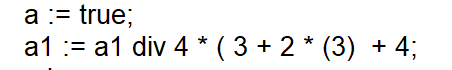 a := true;
a1 := a1 div 4 * ( 3 + 2 * (3)  + 4;